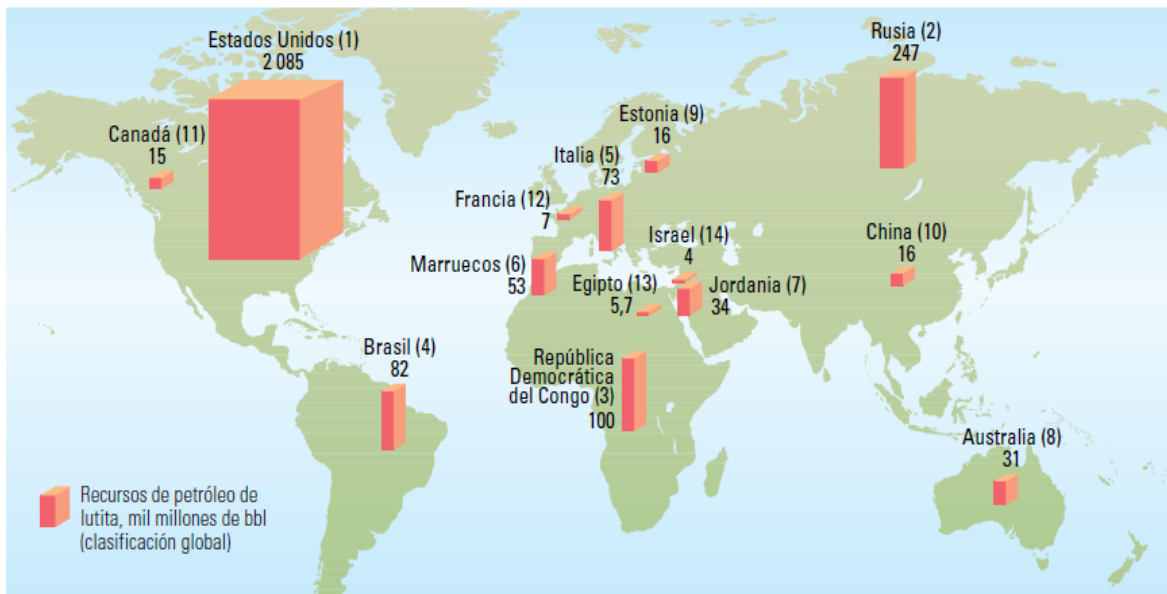 Estados Unidos (1)
2 085
Rusia (2)
247
Canadá (11)
15
Estonia (9)
16
Italia (5)
73
Francia (12)
7
Israel (14)
4
China (10)
16
Marruecos (6)
53
Egipto (13)
5,7
Jordania (7)
34
Brasil (4)
82
República
Democrática
del Congo (3)
100
Australia (8)
31
Recursos de petróleo de
lutita, mil millones de bbl
(clasificación global)